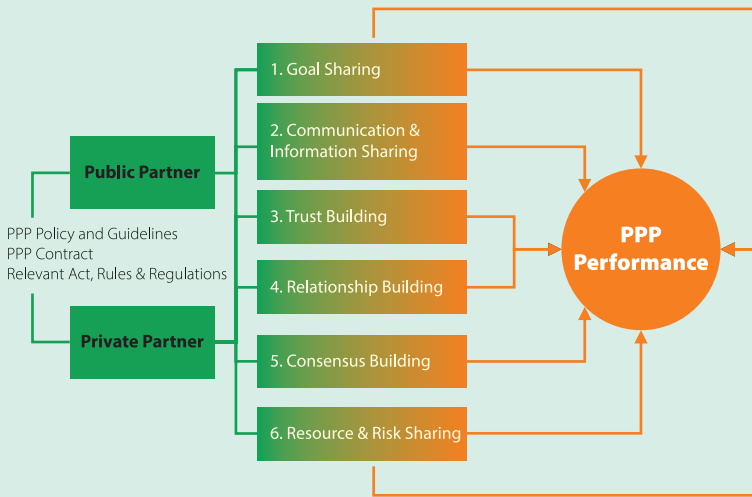 Public Partner
PPP Policy and Guidelines
PPP Contract
Relevant Act, Rules & Regulations
Private Partner
1. Goal Sharing
2. Communication &
Information Sharing
3. Trust Building
4. Relationship Building
5. Consensus Building
6. Resource & Risk Sharing
PPP
Performance